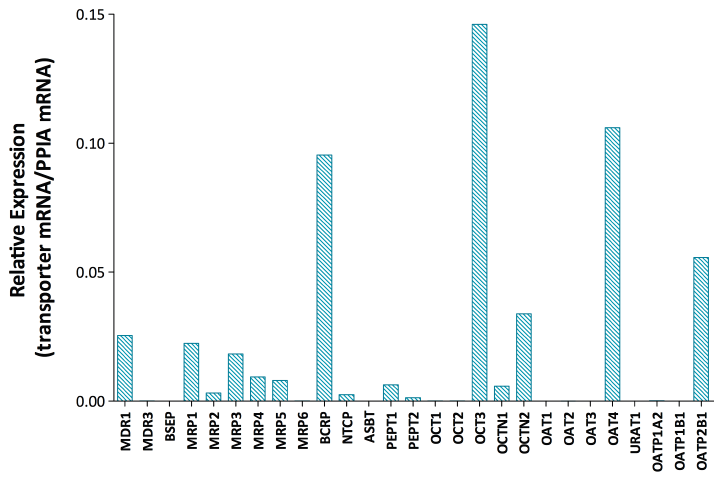 Relative Expression
(transporter mRNA/PPIA mRNA)
0.15
0.10
0.05
0.00
MDR1
MDR3
BSEP
MRP1
MRP2
MRP3
MRP4
MRP5
MRP6
BCRP
NTCP
ASBT
PEPT1
PEPT2
OCT1
OCT2
OCT3
OCTN1
OCTN2
OAT1
OAT2
OAT3
OAT4
URAT1
OATP1A2
OATP1B1
OATP2B1